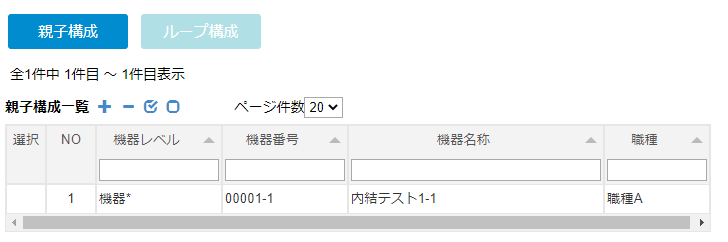 親子構成 ループ構成
全1件中 1件目 ～ 1件目表示
親子構成一覧 ページ件数 20
選択 NO 機器レベル 機器番号 機器名称 職種
1 機器* 00001-1 内結テスト1-1 職種A